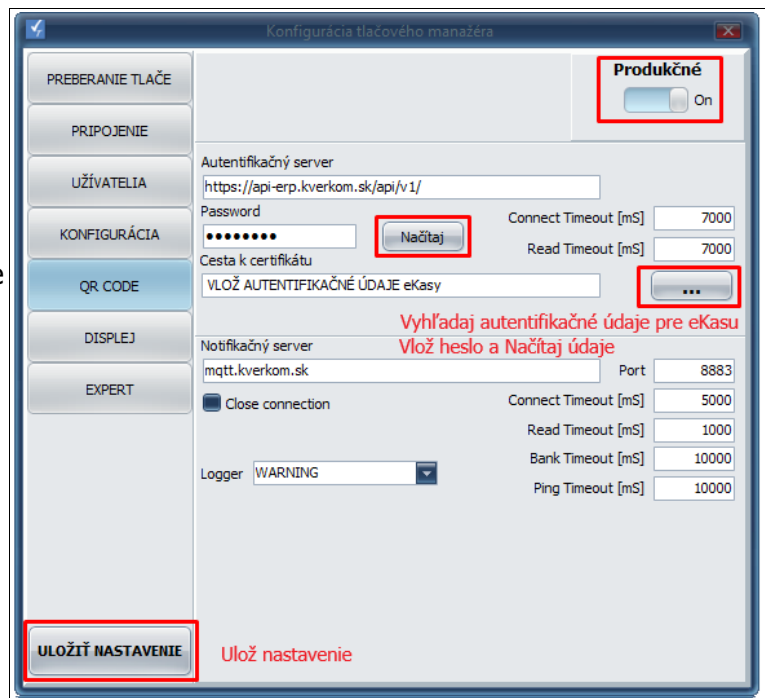 Konfigurácia tlačového manažéra
PREBERANIE TLAČE
PRIPOJENIE
UŽÍVATELIA
KONFIGURÁCIA
QR CODE
DISPLEJ
EXPERT
ULOŽIŤ NASTAVENIE
Produkčné
On
Autentifikačný server
https://api-erp.kverkom.sk/api/v1/
Password
••••••••
Načítaj
Connect Timeout [mS] 7000
Read Timeout [mS] 7000
Cesta k certifikátu
VLOŽ AUTENTIFIKAČNÉ ÚDAJE eKasy
...
Vyhľadaj autentifikačné údaje pre eKasu
Vlož heslo a Načítaj údaje
Notifikačný server
mqtt.kverkom.sk
Port 8883
Close connection
Connect Timeout [mS] 5000
Read Timeout [mS] 1000
Bank Timeout [mS] 10000
Logger WARNING
Ping Timeout [mS] 10000
Ulož nastavenie
e